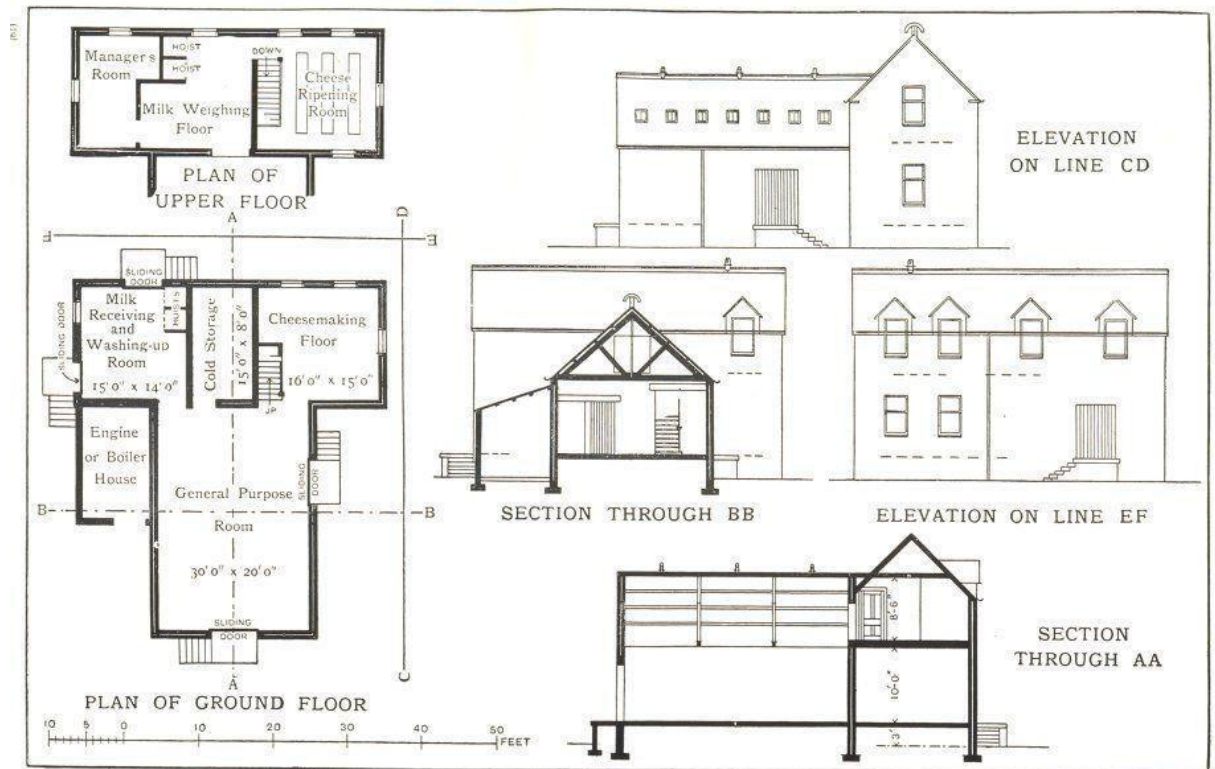 Manager's
Room
HOIST
HOIST
DOWN
Cheese
Ripening
Room
Milk Weighing
Floor
PLAN OF
UPPER FLOOR
ELEVATION
ON LINE CD
A
D
E
F
SLIDING
DOOR
SLIDING DOOR
Milk
Receiving
and
Washing-up
Room
15'0" x 14'0"
HOISTS
Cold Storage
15'0" x 8'0"
Cheesemaking
Floor
16'0" x 15'0"
UP
Engine
or Boiler
House
General Purpose
Room
30'0" x 20'0"
SLIDING
DOOR
B
B
SLIDING
DOOR
A
C
PLAN OF GROUND FLOOR
10 5 0 10 20 30 40 50 FEET
SECTION THROUGH BB
ELEVATION ON LINE EF
8'-6"
10'-0"
3'
SECTION
THROUGH AA